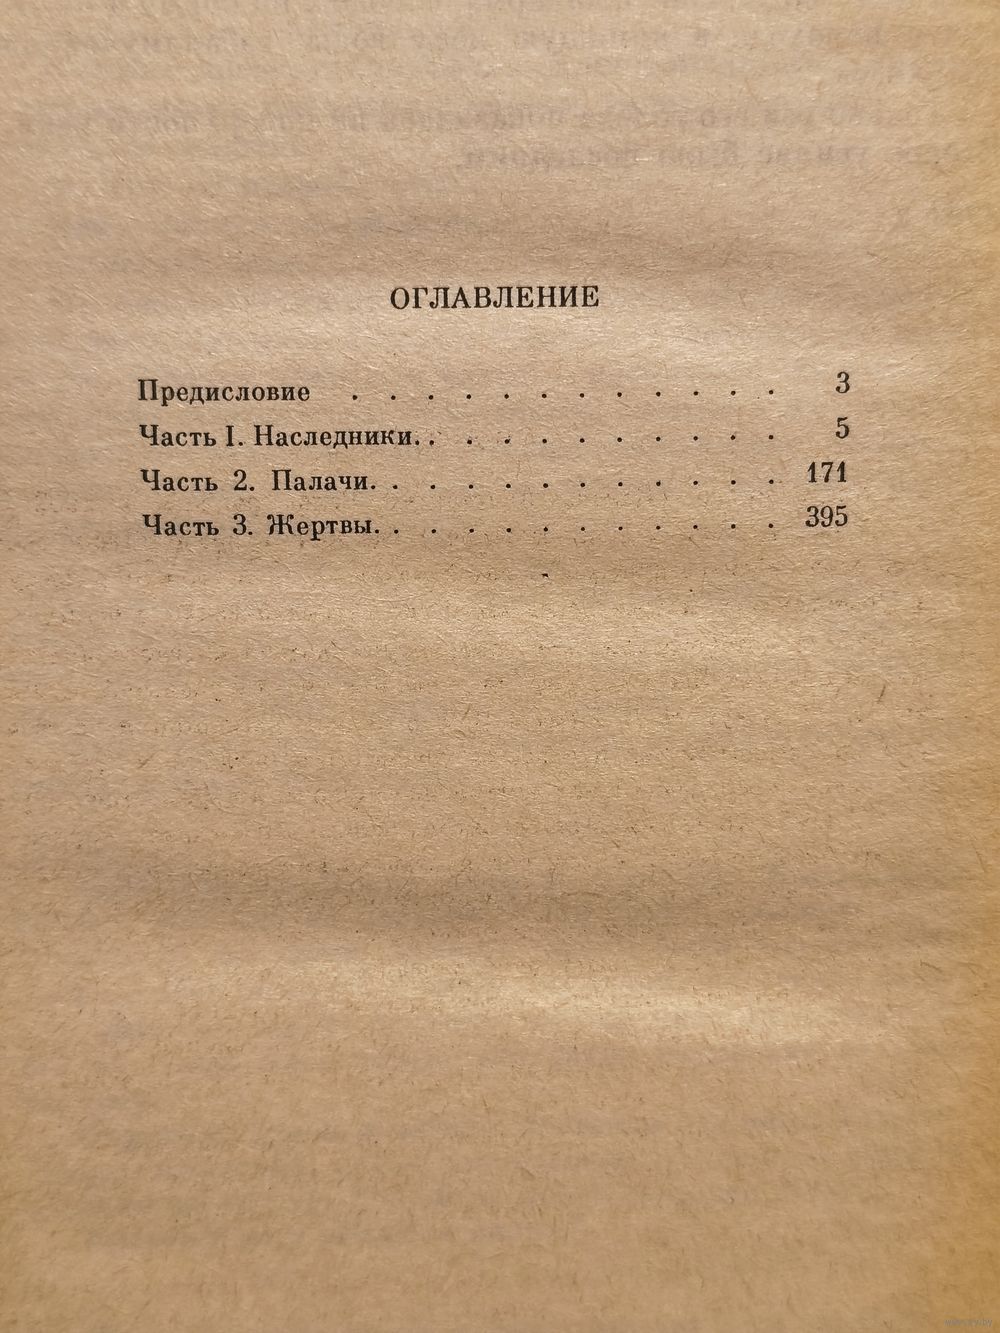 ОГЛАВЛЕНИЕ
Предисловие . . . . . . . . . . . . 3
Часть I. Наследники. . . . . . . . . . . 5
Часть 2. Палачи. . . . . . . . . . . . 171
Часть 3. Жертвы. . . . . . . . . . . . 395